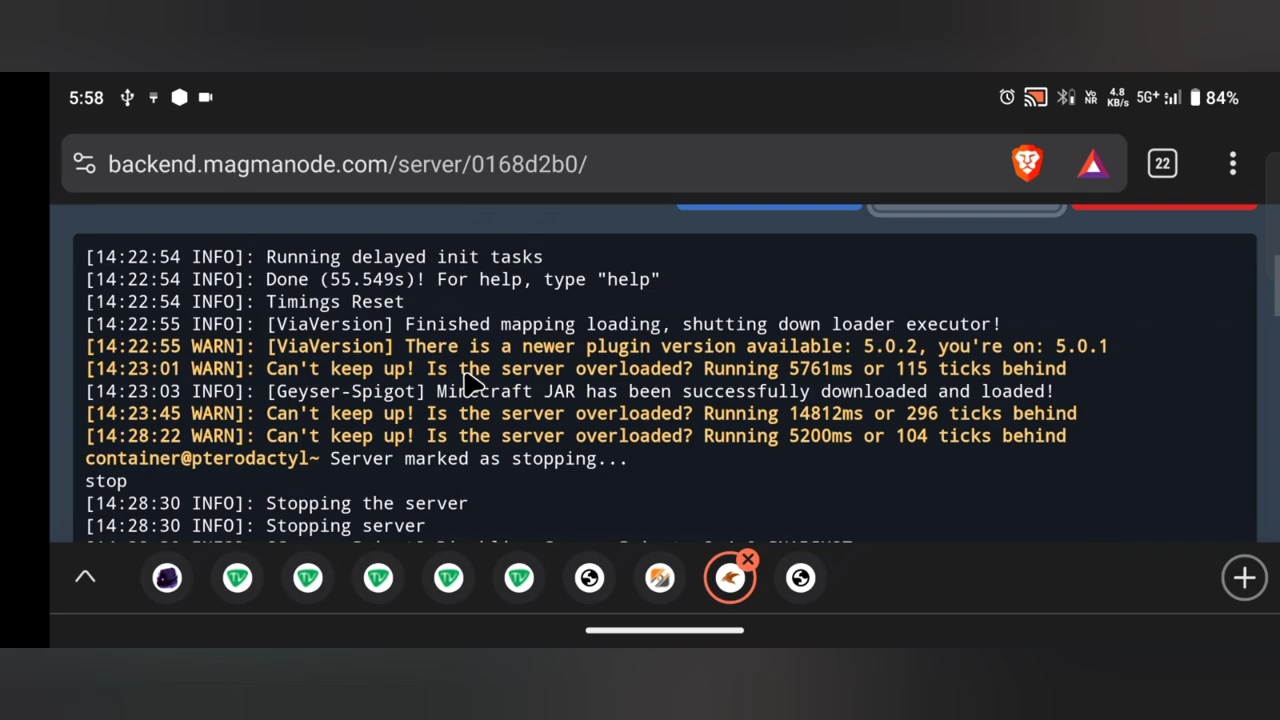 5:58
VO NR
4.8 KB/s
5G+
84%
backend.magmanode.com/server/0168d2b0/
22
[14:22:54 INFO]: Running delayed init tasks
[14:22:54 INFO]: Done (55.549s)! For help, type "help"
[14:22:54 INFO]: Timings Reset
[14:22:55 INFO]: [ViaVersion] Finished mapping loading, shutting down loader executor!
[14:22:55 WARN]: [ViaVersion] There is a newer plugin version available: 5.0.2, you're on: 5.0.1
[14:23:01 WARN]: Can't keep up! Is the server overloaded? Running 5761ms or 115 ticks behind
[14:23:03 INFO]: [Geyser-Spigot] Minecraft JAR has been successfully downloaded and loaded!
[14:23:45 WARN]: Can't keep up! Is the server overloaded? Running 14812ms or 296 ticks behind
[14:28:22 WARN]: Can't keep up! Is the server overloaded? Running 5200ms or 104 ticks behind
container@pterodactyl~ Server marked as stopping...
stop
[14:28:30 INFO]: Stopping the server
[14:28:30 INFO]: Stopping server
TV
TV
TV
TV
TV